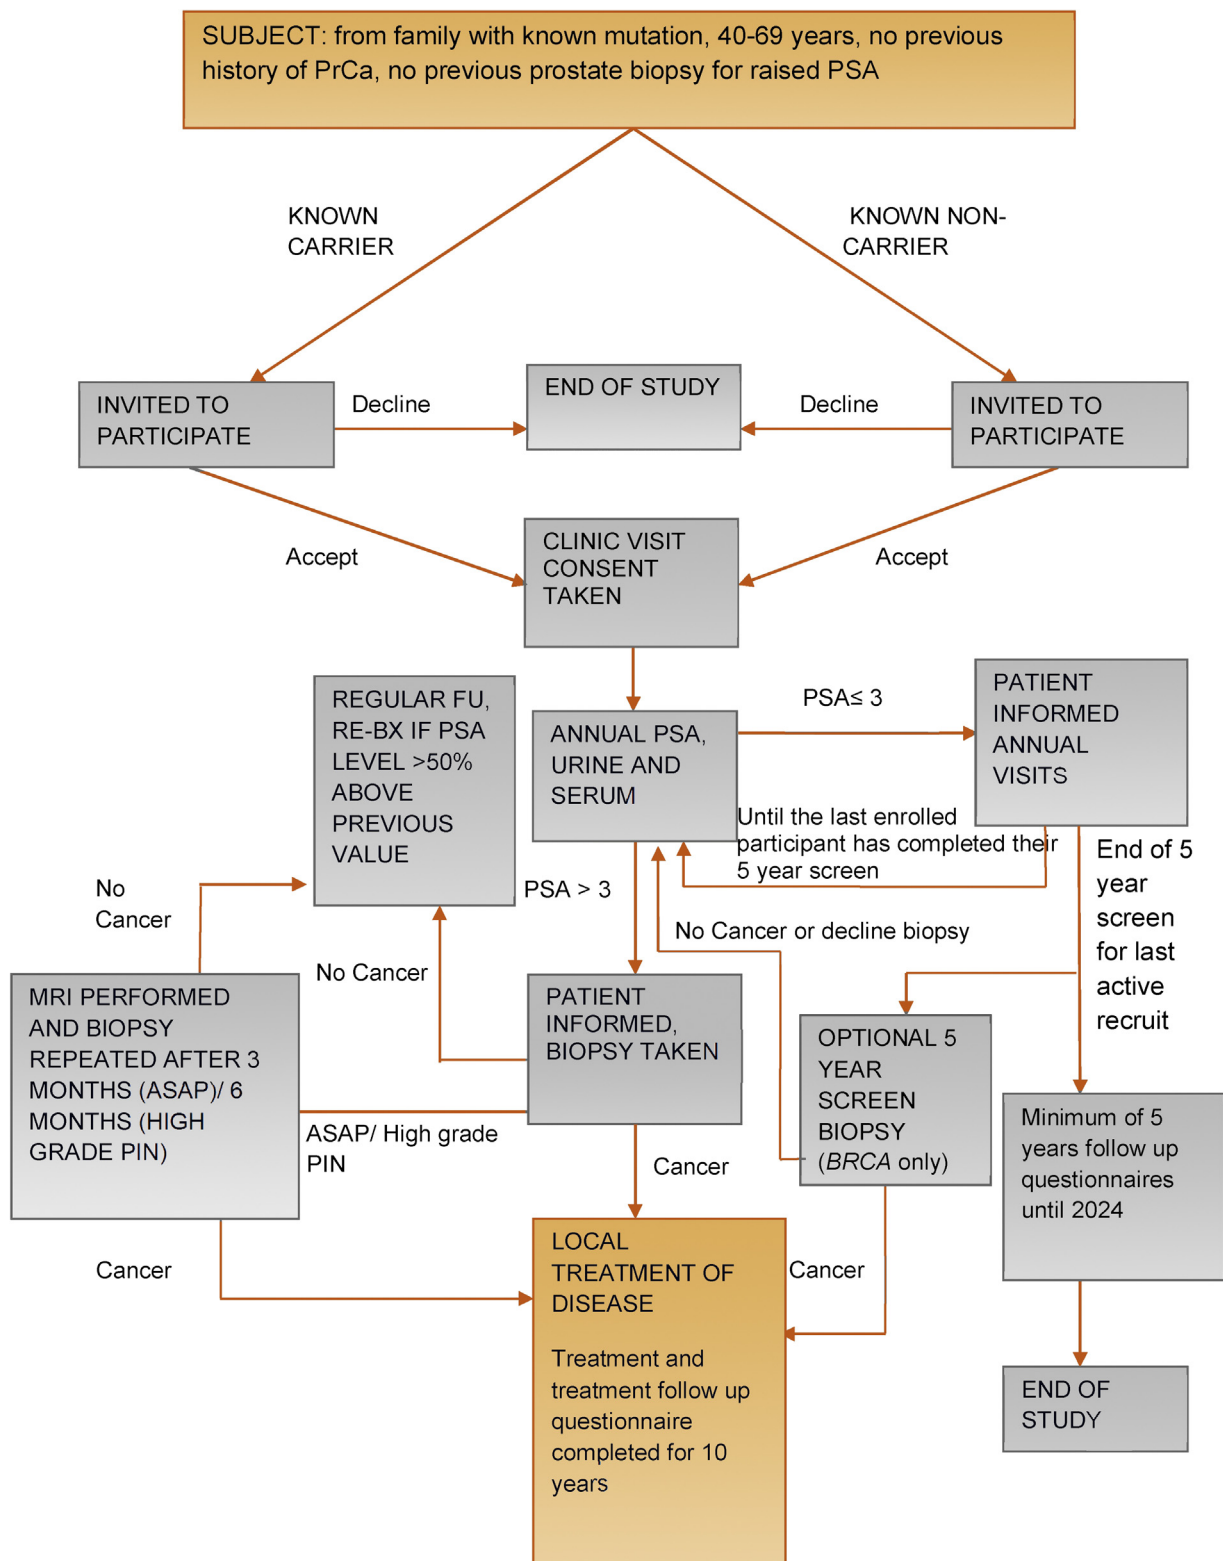 SUBJECT: from family with known mutation, 40-69 years, no previous
history of PrCa, no previous prostate biopsy for raised PSA
KNOWN
CARRIER
KNOWN NON-
CARRIER
INVITED TO
PARTICIPATE
Decline
END OF STUDY
Decline
INVITED TO
PARTICIPATE
Accept
CLINIC VISIT
CONSENT
TAKEN
Accept
REGULAR FU,
RE-BX IF PSA
LEVEL >50%
ABOVE
PREVIOUS
VALUE
ANNUAL PSA,
URINE AND
SERUM
PSA≤ 3
PATIENT
INFORMED
ANNUAL
VISITS
Until the last enrolled
participant has completed their
5 year screen
End of 5
year
screen
for last
active
recruit
No
Cancer
PSA > 3
No Cancer
No Cancer or decline biopsy
MRI PERFORMED
AND BIOPSY
REPEATED AFTER 3
MONTHS (ASAP)/ 6
MONTHS (HIGH
GRADE PIN)
PATIENT
INFORMED,
BIOPSY TAKEN
OPTIONAL 5
YEAR
SCREEN
BIOPSY
(BRCA only)
Minimum of 5
years follow up
questionnaires
until 2024
ASAP/ High grade
PIN
Cancer
Cancer
LOCAL
TREATMENT OF
DISEASE
Treatment and
treatment follow up
questionnaire
completed for 10
years
Cancer
END OF
STUDY